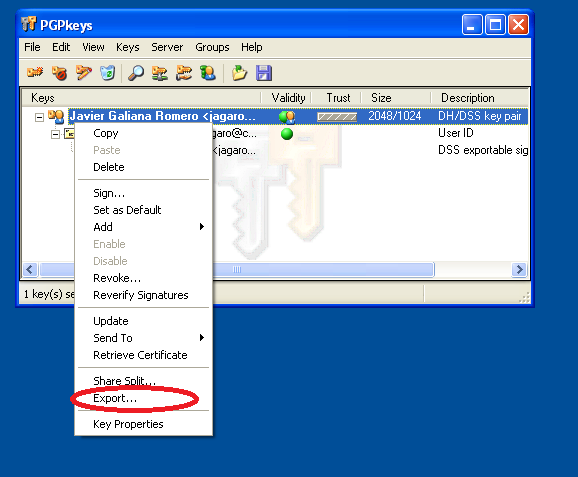 PGPkeys
File Edit View Keys Server Groups Help
Keys Validity Trust Size Description
Javier Galiana Romero <jagaro... 2048/1024 DH/DSS key pair
garo@c... User ID
<jagaro... DSS exportable sig
Copy
Paste
Delete
Sign...
Set as Default
Add
Enable
Disable
Revoke...
Reverify Signatures
Update
Send To
Retrieve Certificate
Share Split...
Export...
Key Properties
1 key(s) se